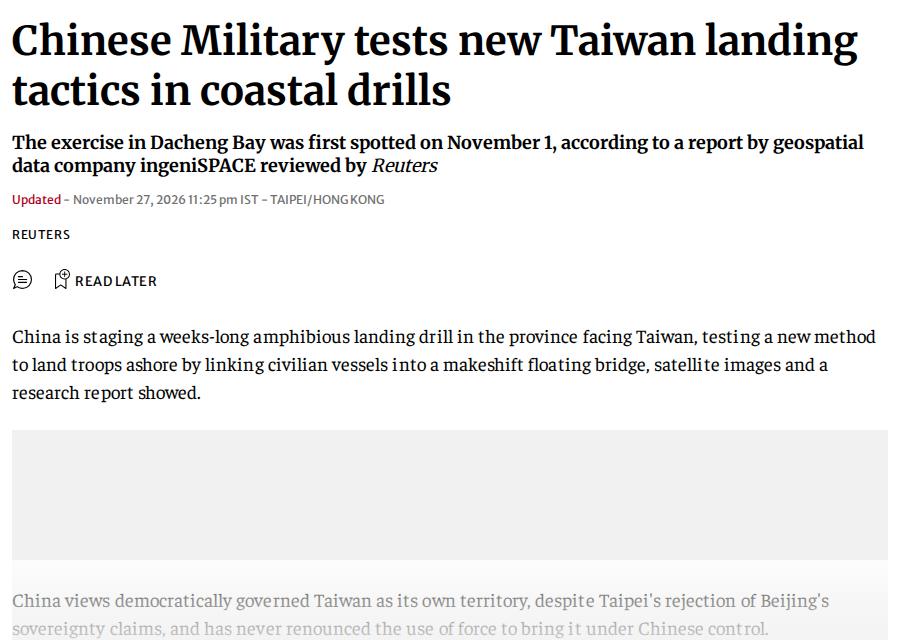 Chinese Military tests new Taiwan landing
tactics in coastal drills
The exercise in Dacheng Bay was first spotted on November 1, according to a report by geospatial
data company ingeniSPACE reviewed by Reuters
Updated - November 27, 2026 11:25 pm IST - TAIPEI/HONG KONG
REUTERS
READ LATER
China is staging a weeks-long amphibious landing drill in the province facing Taiwan, testing a new method
to land troops ashore by linking civilian vessels into a makeshift floating bridge, satellite images and a
research report showed.
China views democratically governed Taiwan as its own territory, despite Taipei's rejection of Beijing's
sovereignty claims, and has never renounced the use of force to bring it under Chinese control.